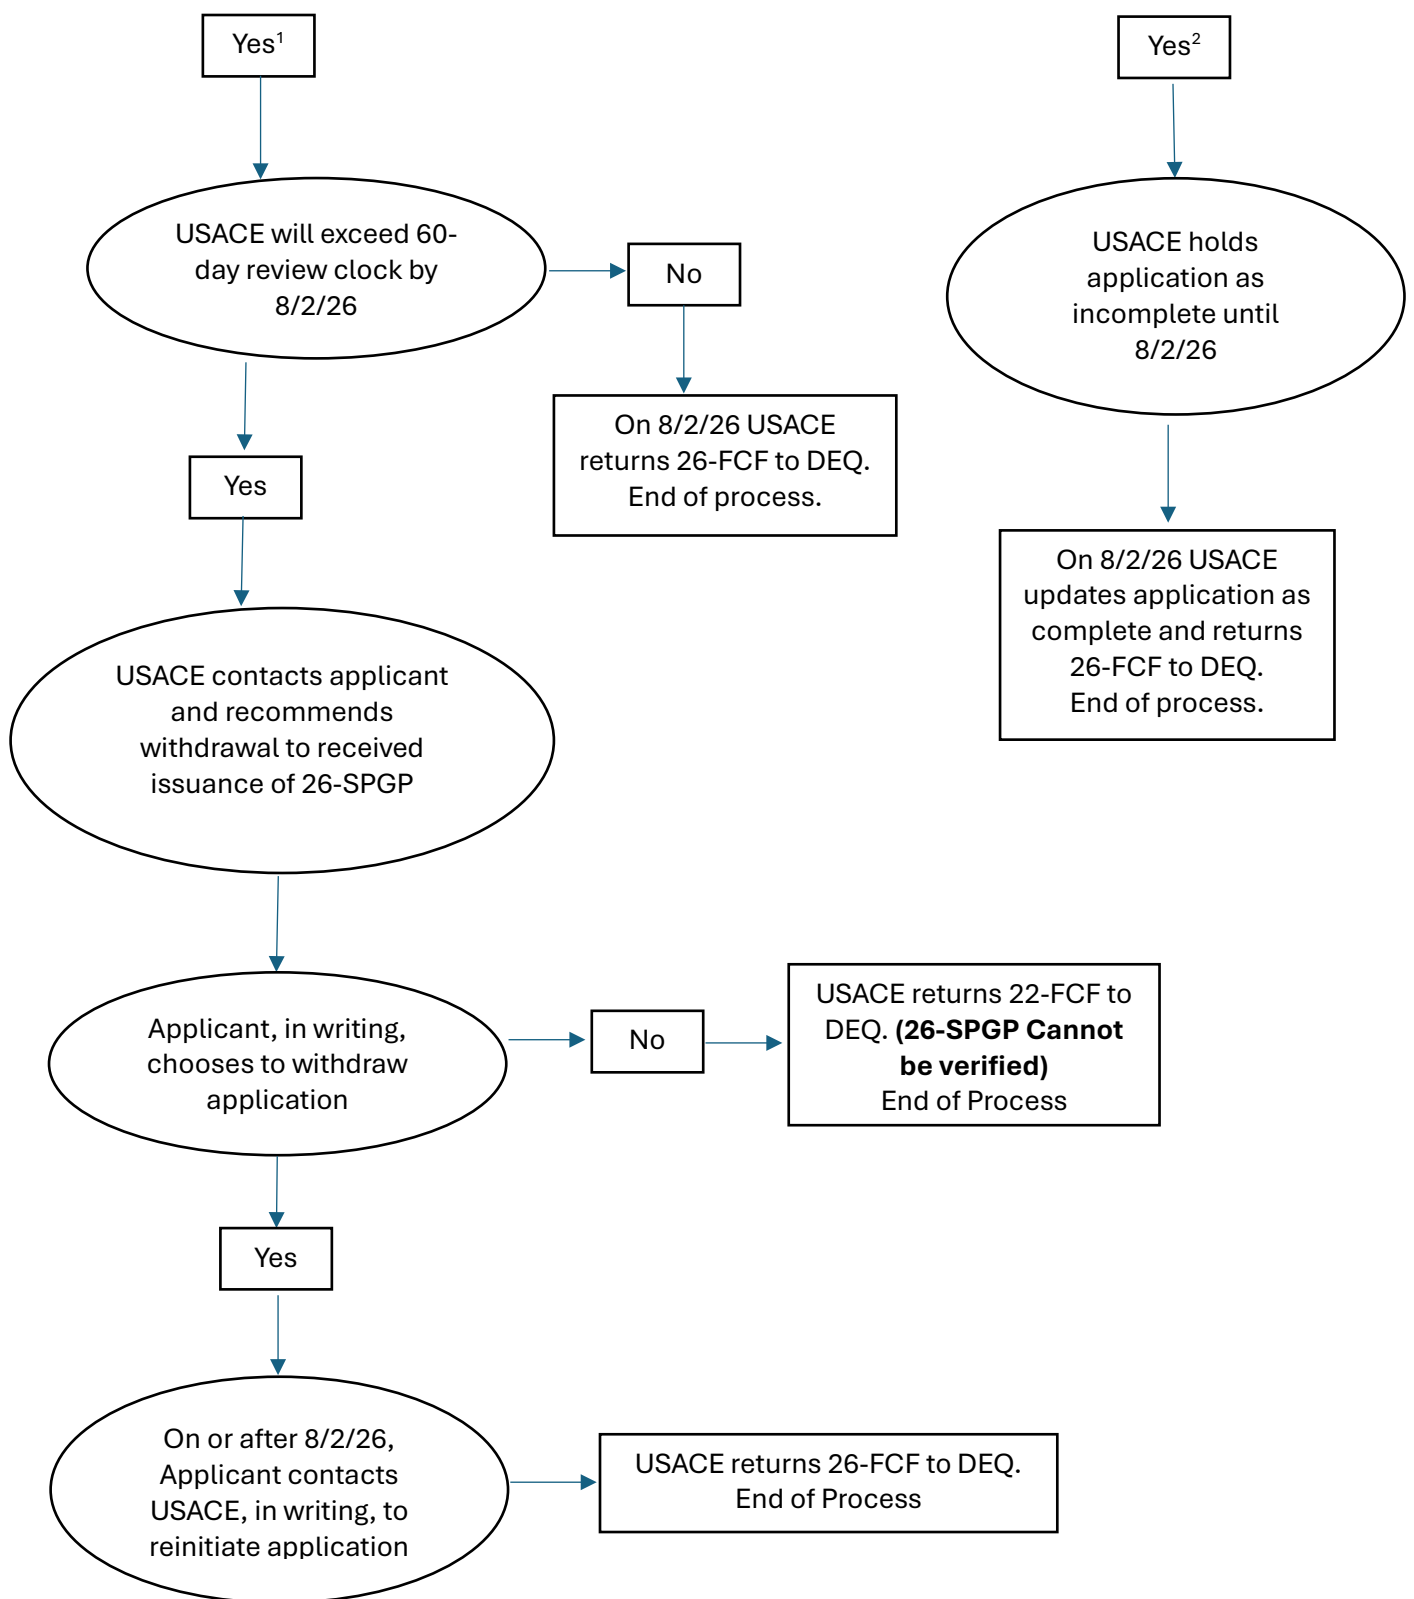 Yes¹
Yes²
USACE will exceed 60-
day review clock by
8/2/26
No
USACE holds
application as
incomplete until
8/2/26
On 8/2/26 USACE
returns 26-FCF to DEQ.
End of process.
Yes
On 8/2/26 USACE
updates application as
complete and returns
26-FCF to DEQ.
End of process.
USACE contacts applicant
and recommends
withdrawal to received
issuance of 26-SPGP
Applicant, in writing,
chooses to withdraw
application
No
USACE returns 22-FCF to
DEQ. (26-SPGP Cannot
be verified)
End of Process
Yes
On or after 8/2/26,
Applicant contacts
USACE, in writing, to
reinitiate application
USACE returns 26-FCF to DEQ.
End of Process